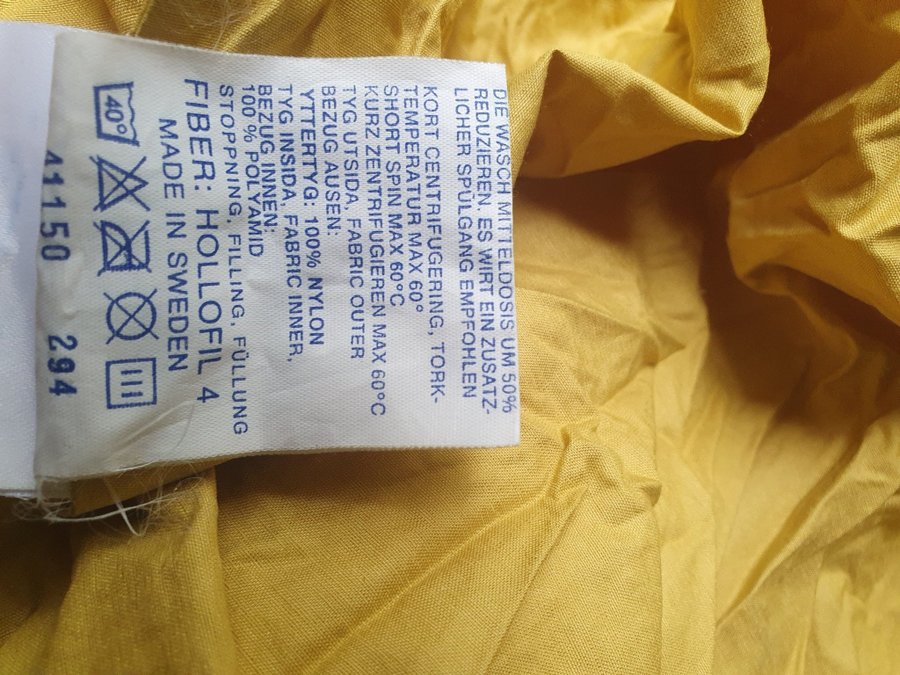 DIE WASCHMITTELDOSIS UM 50%
REDUZIEREN. ES WIRT EIN ZUSATZ-
LICHER SPÜLGANG EMPFOHLEN
KORT CENTRIFUGERING, TORK-
TEMPERATUR MAX 60°
SHORT SPIN MAX 60°C
KURZ ZENTRIFUGIEREN MAX 60°C
TYG UTSIDA, FABRIC OUTER
BEZUG AUSEN:
YTTERTYG: 100% NYLON
TYG INSIDA, FABRIC INNER,
BEZUG INNEN:
100% POLYAMID
STOPPNING, FILLING, FÜLLUNG
FIBER: HOLLOFIL 4
MADE IN SWEDEN
40°
41150 294